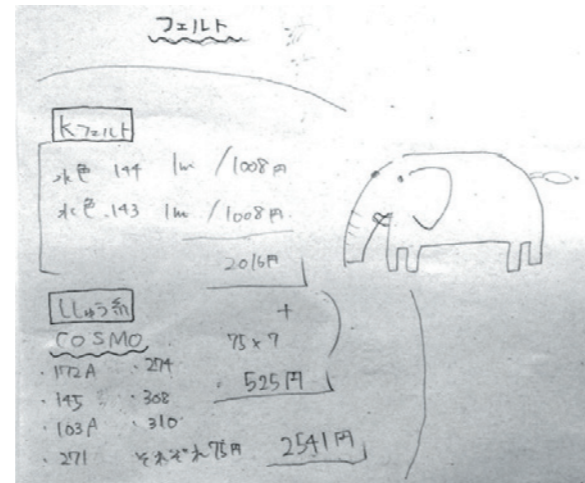 フェルト
Kフェルト
水色 144 1m /1008円
水色.143 1m /1008円.
2016円
ししゅう糸
+
COSMO
75×7
・172A ・274
・525円
・145 ・308
・103A ・310
・271 それぞれ75円 2541円